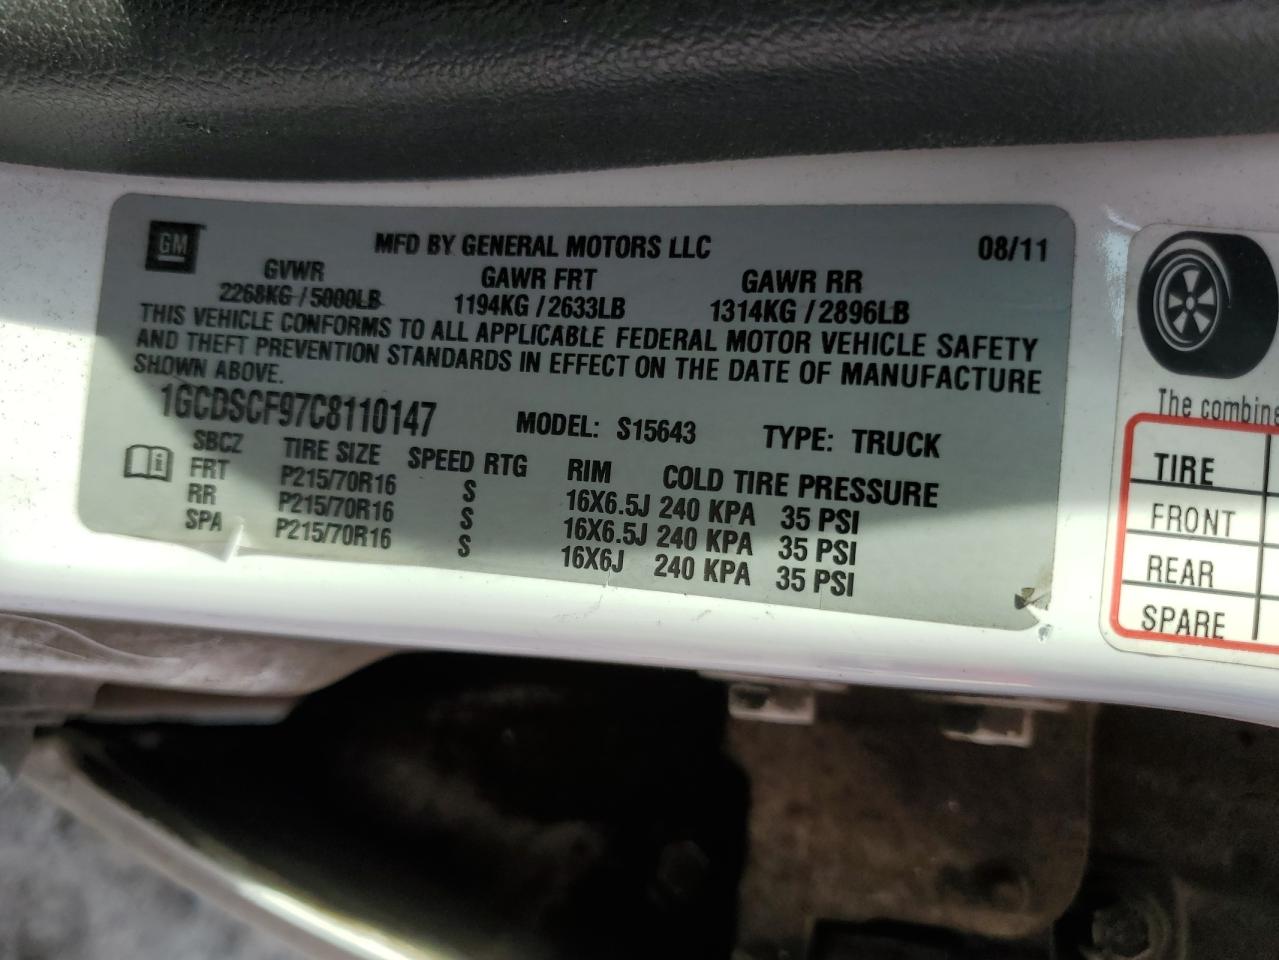 GM
MFD BY GENERAL MOTORS LLC 08/11
GVWR GAWR FRT GAWR RR
2268KG / 5000LB 1194KG / 2633LB 1314KG / 2896LB
THIS VEHICLE CONFORMS TO ALL APPLICABLE FEDERAL MOTOR VEHICLE SAFETY
AND THEFT PREVENTION STANDARDS IN EFFECT ON THE DATE OF MANUFACTURE
SHOWN ABOVE.
1GCDSCF97C8110147 MODEL: S15643 TYPE: TRUCK
SBCZ TIRE SIZE SPEED RTG RIM COLD TIRE PRESSURE
FRT P215/70R16 S 16X6.5J 240 KPA 35 PSI
RR P215/70R16 S 16X6.5J 240 KPA 35 PSI
SPA P215/70R16 S 16X6J 240 KPA 35 PSI
The combine
TIRE
FRONT
REAR
SPARE